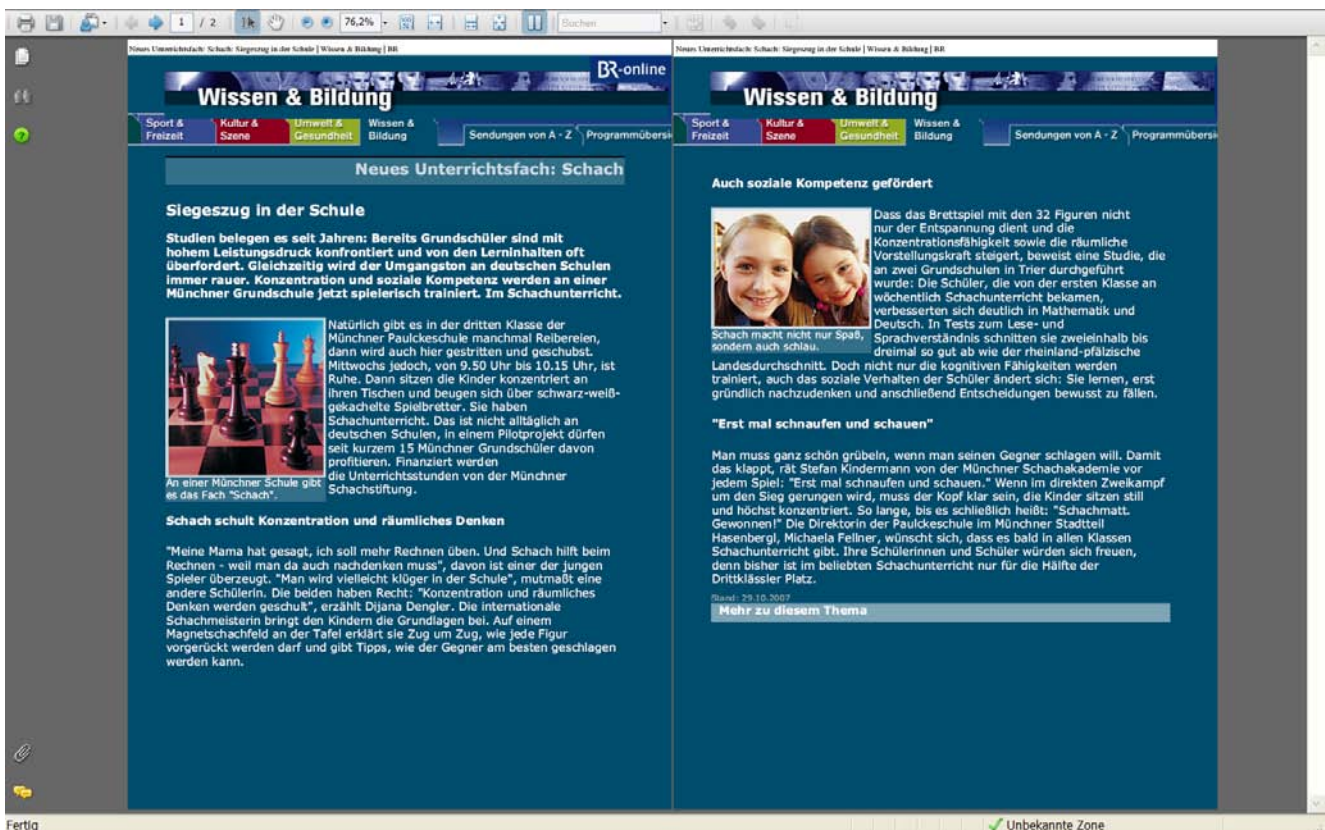 1 / 2
76,2%
Suchen
Neues Unterrichtsfach: Schach: Siegeszug in der Schule | Wissen & Bildung | BR
BR-online
Wissen & Bildung
Sport &
Freizeit
Kultur &
Szene
Umwelt &
Gesundheit
Wissen &
Bildung
Sendungen von A - Z
Programmübersi
Neues Unterrichtsfach: Schach
Siegeszug in der Schule
Studien belegen es seit Jahren: Bereits Grundschüler sind mit
hohem Leistungsdruck konfrontiert und von den Lerninhalten oft
überfordert. Gleichzeitig wird der Umgangston an deutschen Schulen
immer rauer. Konzentration und soziale Kompetenz werden an einer
Münchner Grundschule jetzt spielerisch trainiert. Im Schachunterricht.
Natürlich gibt es in der dritten Klasse der
Münchner Paulckeschule manchmal Reibereien,
dann wird auch hier gestritten und geschubst.
Mittwochs jedoch, von 9.50 Uhr bis 10.15 Uhr, ist
Ruhe. Dann sitzen die Kinder konzentriert an
ihren Tischen und beugen sich über schwarz-weiß-
gekachelte Spielbretter. Sie haben
Schachunterricht. Das ist nicht alltäglich an
deutschen Schulen, in einem Pilotprojekt dürfen
seit kurzem 15 Münchner Grundschüler davon
profitieren. Finanziert werden
die Unterrichtsstunden von der Münchner
Schachstiftung.
An einer Münchner Schule gibt
es das Fach "Schach".
Schach schult Konzentration und räumliches Denken
"Meine Mama hat gesagt, ich soll mehr Rechnen üben. Und Schach hilft beim
Rechnen - weil man da auch nachdenken muss", davon ist einer der jungen
Spieler überzeugt. "Man wird vielleicht klüger in der Schule", mutmaßt eine
andere Schülerin. Die beiden haben Recht: "Konzentration und räumliches
Denken werden geschult", erzählt Dijana Dengler. Die internationale
Schachmeisterin bringt den Kindern die Grundlagen bei. Auf einem
Magnetschachfeld an der Tafel erklärt sie Zug um Zug, wie jede Figur
vorgerückt werden darf und gibt Tipps, wie der Gegner am besten geschlagen
werden kann.
Neues Unterrichtsfach: Schach: Siegeszug in der Schule | Wissen & Bildung | BR
Wissen & Bildung
Sport &
Freizeit
Kultur &
Szene
Umwelt &
Gesundheit
Wissen &
Bildung
Sendungen von A - Z
Programmübersi
Auch soziale Kompetenz gefördert
Dass das Brettspiel mit den 32 Figuren nicht
nur der Entspannung dient und die
Konzentrationsfähigkeit sowie die räumliche
Vorstellungskraft steigert, beweist eine Studie, die
an zwei Grundschulen in Trier durchgeführt
wurde: Die Schüler, die von der ersten Klasse an
wöchentlich Schachunterricht bekamen,
verbesserten sich deutlich in Mathematik und
Deutsch. In Tests zum Lese- und
Sprachverständnis schnitten sie zweieinhalb bis
dreimal so gut ab wie der rheinland-pfälzische
Schach macht nicht nur Spaß,
sondern auch schlau.
Landesdurchschnitt. Doch nicht nur die kognitiven Fähigkeiten werden
trainiert, auch das soziale Verhalten der Schüler ändert sich: Sie lernen, erst
gründlich nachzudenken und anschließend Entscheidungen bewusst zu fällen.
"Erst mal schnaufen und schauen"
Man muss ganz schön grübeln, wenn man seinen Gegner schlagen will. Damit
das klappt, rät Stefan Kindermann von der Münchner Schachakademie vor
jedem Spiel: "Erst mal schnaufen und schauen." Wenn im direkten Zweikampf
um den Sieg gerungen wird, muss der Kopf klar sein, die Kinder sitzen still
und höchst konzentriert. So lange, bis es schließlich heißt: "Schachmatt.
Gewonnen!" Die Direktorin der Paulckeschule im Münchner Stadtteil
Hasenbergl, Michaela Fellner, wünscht sich, dass es bald in allen Klassen
Schachunterricht gibt. Ihre Schülerinnen und Schüler würden sich freuen,
denn bisher ist im beliebten Schachunterricht nur für die Hälfte der
Drittklässler Platz.
Stand: 29.10.2007
Mehr zu diesem Thema
Fertig
Unbekannte Zone